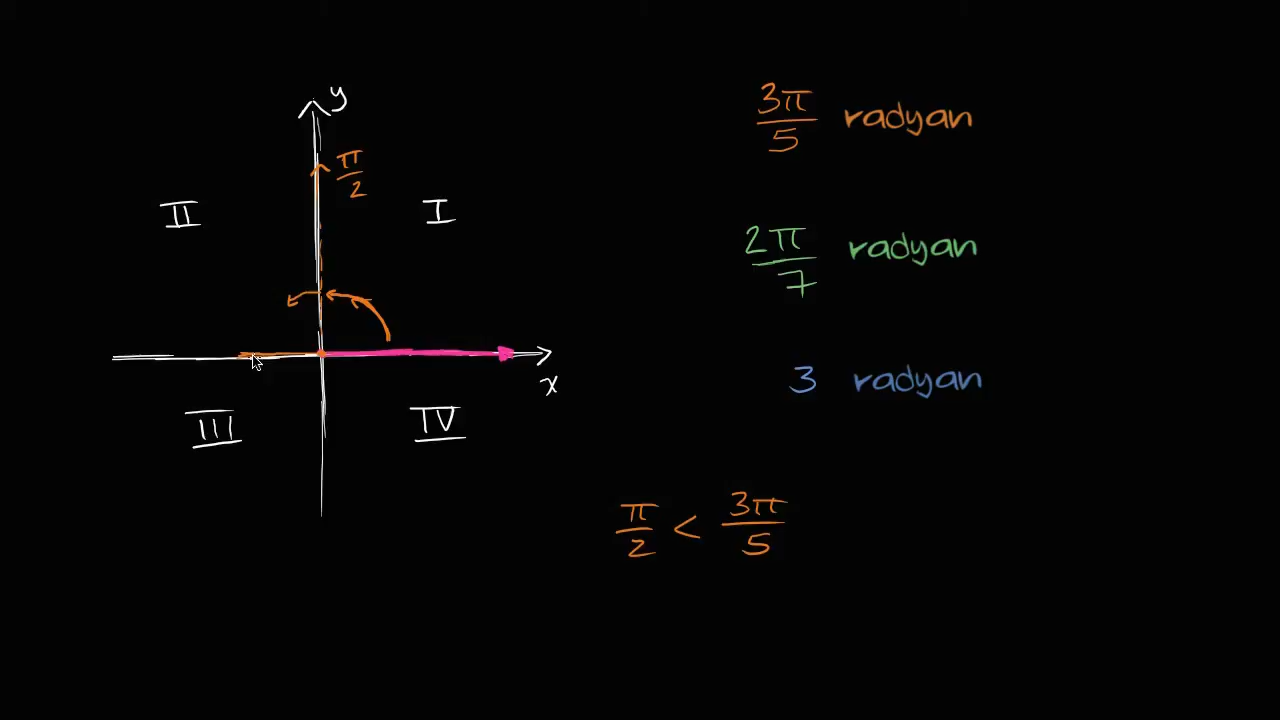 y
π/2
II
I
x
III
IV
3π/5 radyan
2π/7 radyan
3 radyan
π/2 < 3π/5